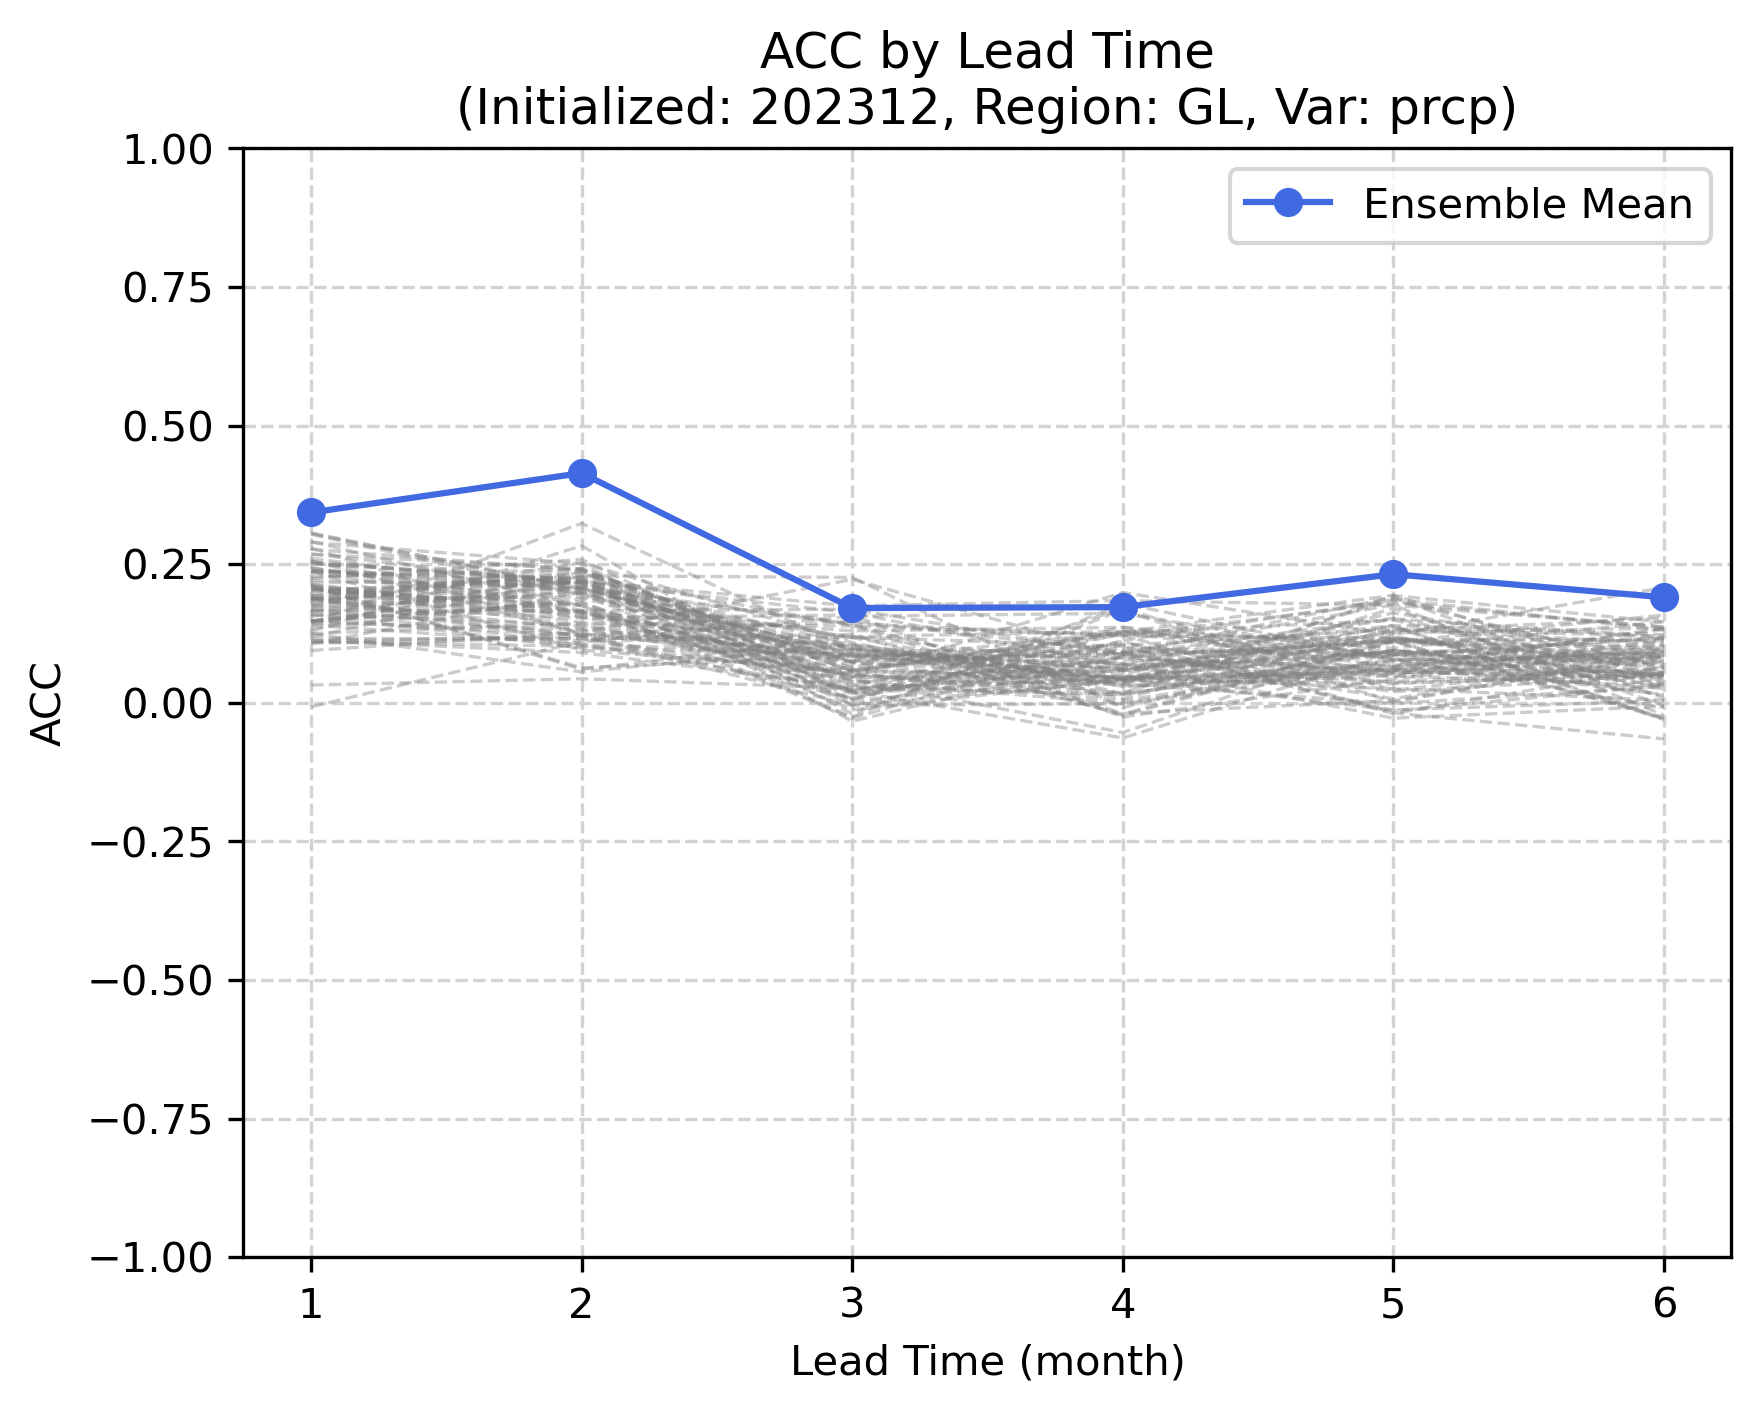 ACC by Lead Time
(Initialized: 202312, Region: GL, Var: prcp)
Ensemble Mean
1.00
0.75
0.50
0.25
0.00
−0.25
−0.50
−0.75
−1.00
ACC
1 2 3 4 5 6
Lead Time (month)